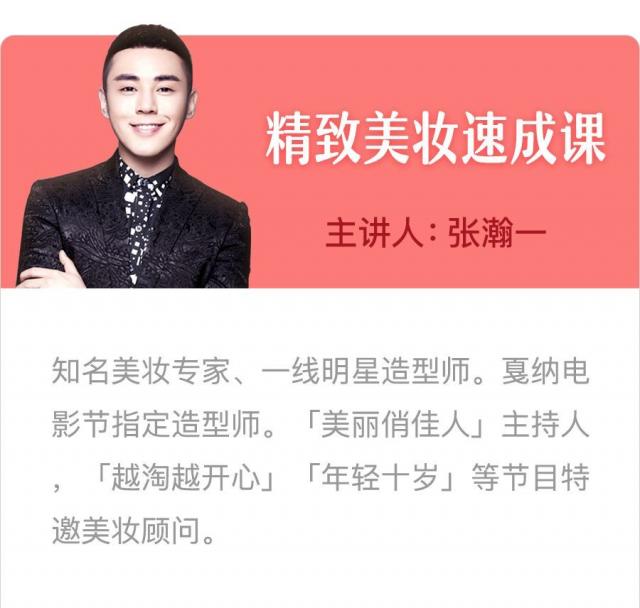 精致美妆速成课
主讲人：张瀚一
知名美妆专家、一线明星造型师。戛纳电
影节指定造型师。「美丽俏佳人」主持人
，「越淘越开心」「年轻十岁」等节目特
邀美妆顾问。